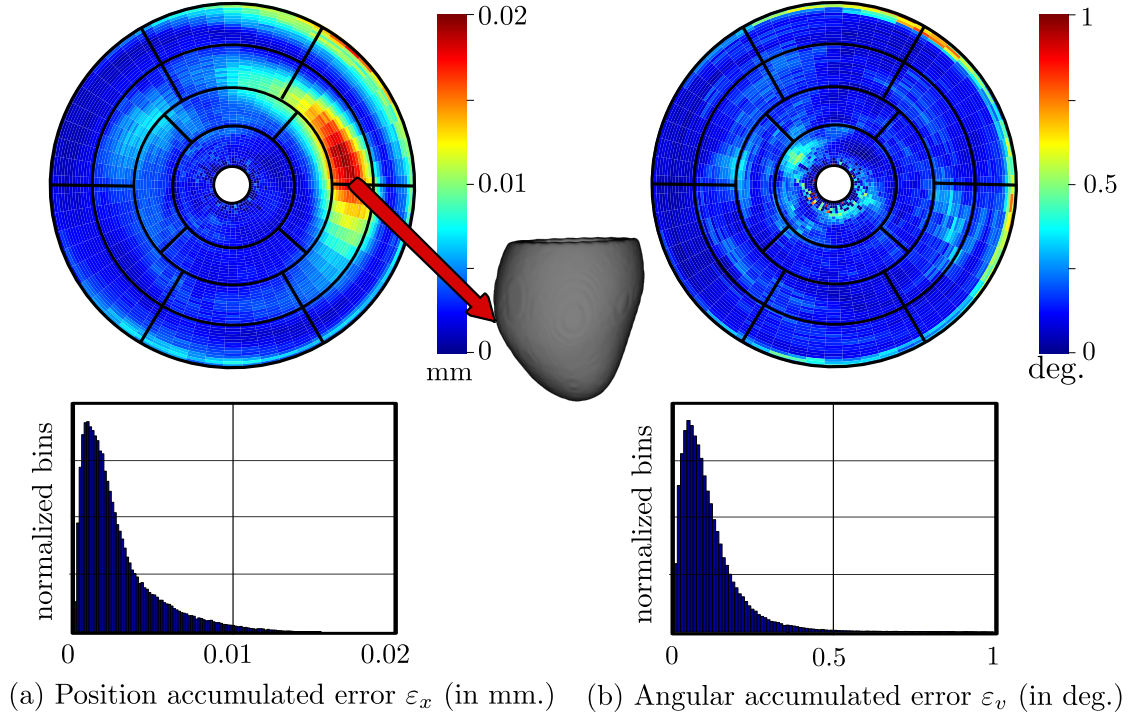 0.02
0.01
0
mm
1
0.5
0
deg.
normalized bins
0
0.01
0.02
normalized bins
0
0.5
1
(a) Position accumulated error εₓ (in mm.)
(b) Angular accumulated error εᵥ (in deg.)